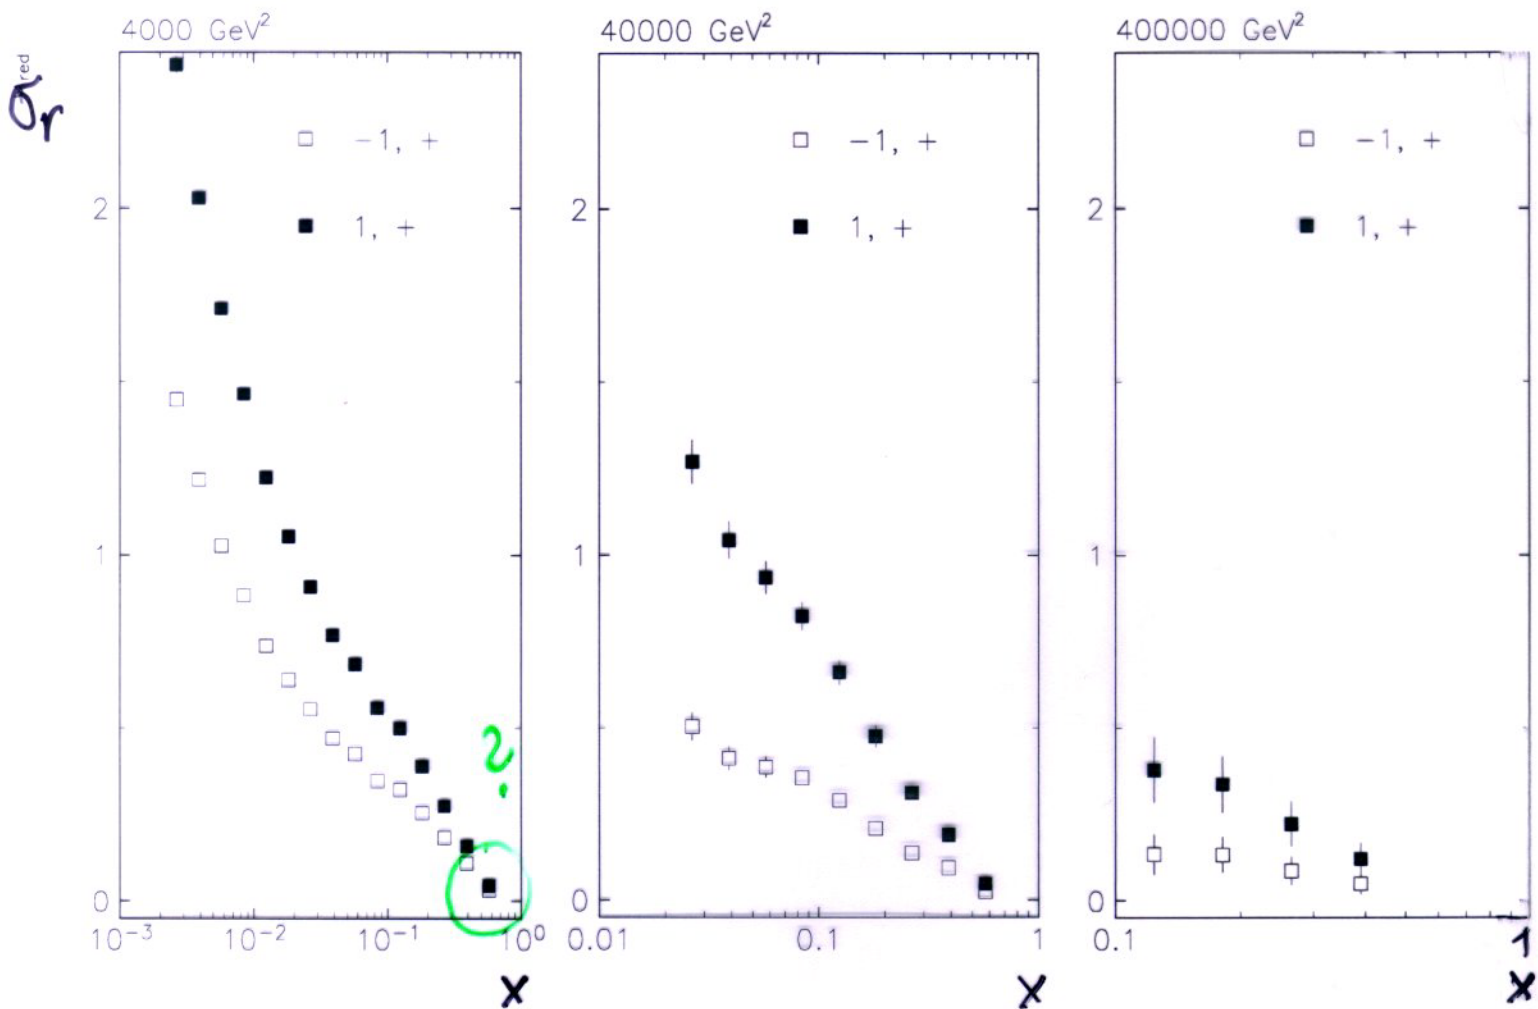 4000 GeV²
40000 GeV²
400000 GeV²
red
σr
-1, +
1, +
-1, +
1, +
-1, +
1, +
2
1
0
2
1
0
2
1
0
10⁻³ 10⁻² 10⁻¹ 10⁰
0.01 0.1 1
0.1 1
?
x
x
x